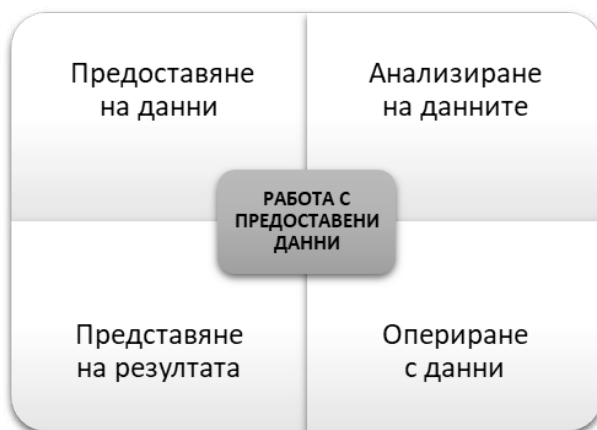 Предоставяне
на данни
Анализиране
на данните
РАБОТА С
ПРЕДОСТАВЕНИ
ДАННИ
Представяне
на резултата
Опериране
с данни